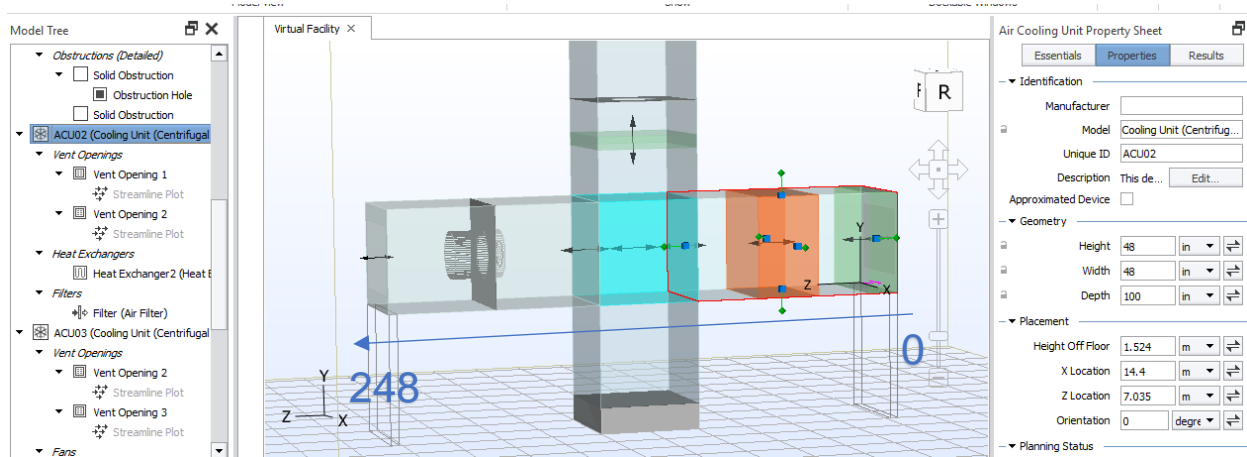 Model View
Show
Dockable Windows
Model Tree
Obstructions (Detailed)
Solid Obstruction
Obstruction Hole
Solid Obstruction
ACU02 (Cooling Unit (Centrifugal
Vent Openings
Vent Opening 1
Streamline Plot
Vent Opening 2
Streamline Plot
Heat Exchangers
Heat Exchanger2 (Heat E
Filters
Filter (Air Filter)
ACU03 (Cooling Unit (Centrifugal
Vent Openings
Vent Opening 2
Streamline Plot
Vent Opening 3
Streamline Plot
Fans
Virtual Facility
F R
Y
Z
X
0
248
Y
Z
X
Air Cooling Unit Property Sheet
Essentials Properties Results
Identification
Manufacturer
Model Cooling Unit (Centrifug...
Unique ID ACU02
Description This de... Edit...
Approximated Device
Geometry
Height 48 in
Width 48 in
Depth 100 in
Placement
Height Off Floor 1.524 m
X Location 14.4 m
Z Location 7.035 m
Orientation 0 degre
Planning Status